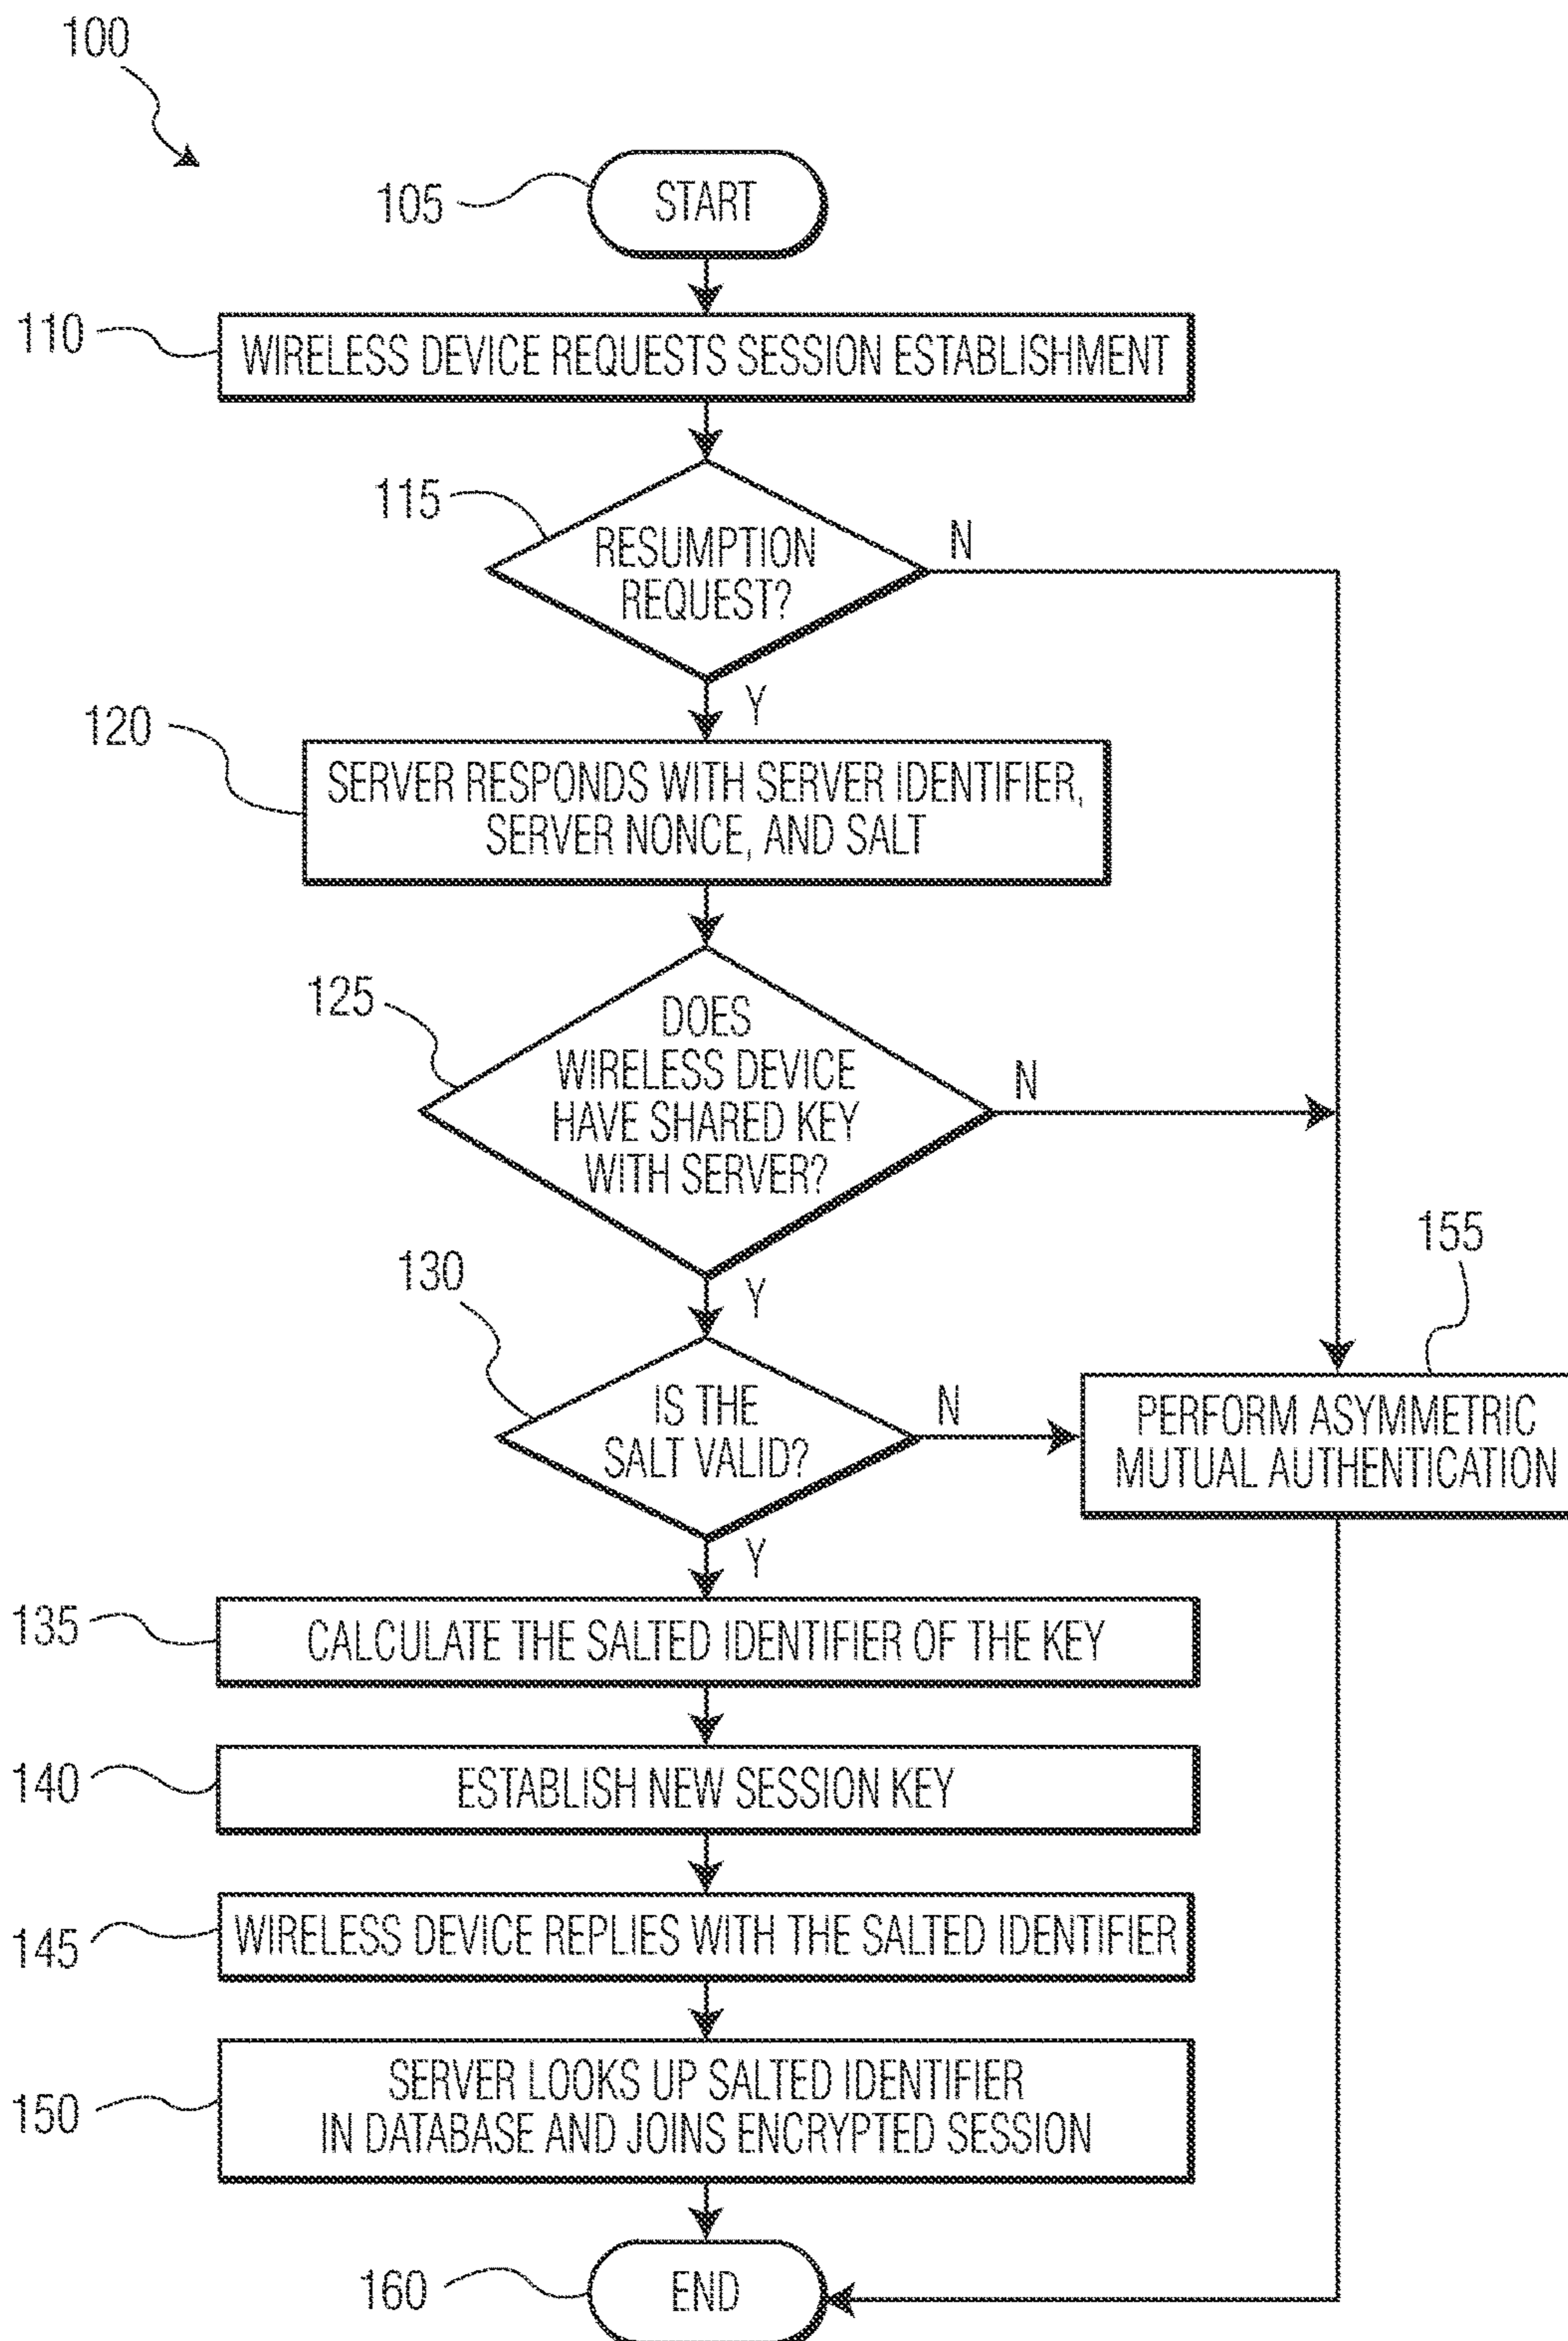 100
105
START
110
WIRELESS DEVICE REQUESTS SESSION ESTABLISHMENT
115
RESUMPTION
REQUEST?
N
Y
120
SERVER RESPONDS WITH SERVER IDENTIFIER,
SERVER NONCE, AND SALT
125
DOES
WIRELESS DEVICE
HAVE SHARED KEY
WITH SERVER?
N
Y
130
IS THE
SALT VALID?
N
Y
155
PERFORM ASYMMETRIC
MUTUAL AUTHENTICATION
135
CALCULATE THE SALTED IDENTIFIER OF THE KEY
140
ESTABLISH NEW SESSION KEY
145
WIRELESS DEVICE REPLIES WITH THE SALTED IDENTIFIER
150
SERVER LOOKS UP SALTED IDENTIFIER
IN DATABASE AND JOINS ENCRYPTED SESSION
160
END